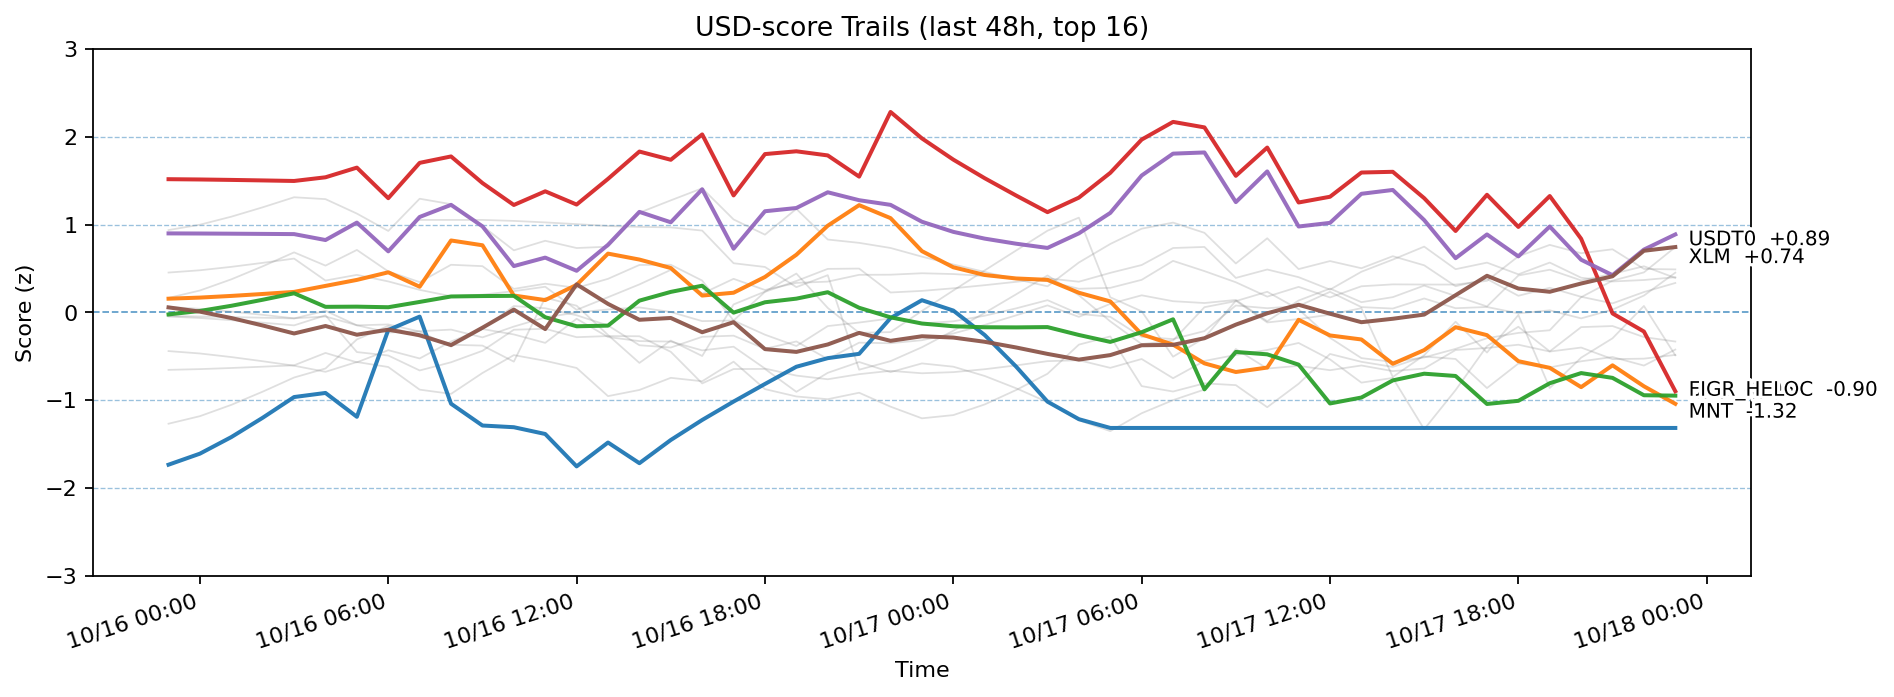 USD-score Trails (last 48h, top 16)
3
2
1
0
−1
−2
−3
Score (z)
USDT0 +0.89
XLM +0.74
FIGR_HELOC -0.90
MNT -1.32
10/16 00:00
10/16 06:00
10/16 12:00
10/16 18:00
10/17 00:00
10/17 06:00
10/17 12:00
10/17 18:00
10/18 00:00
Time